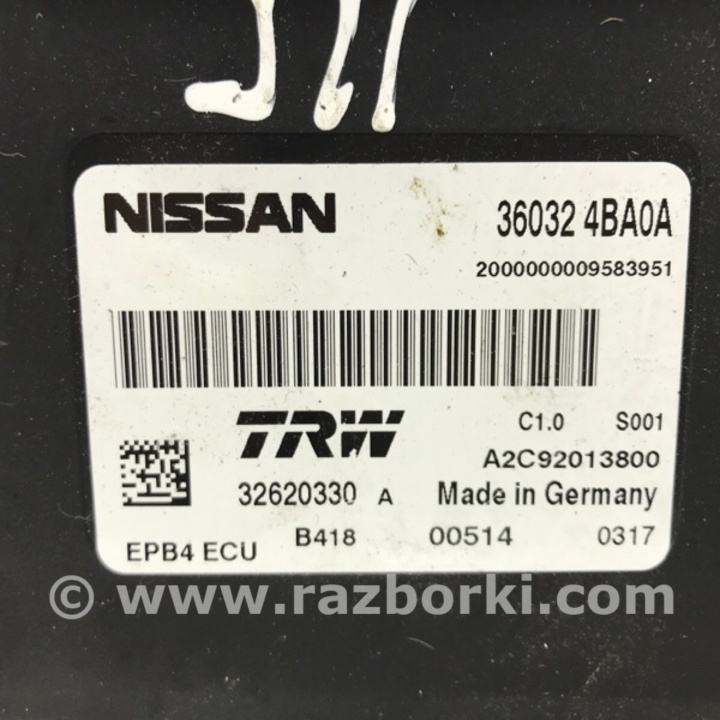 NISSAN 36032 4BA0A
2000000009583951
TRW C1.0 S001
A2C92013800
32620330 A Made in Germany
EPB4 ECU B418 00514 0317
© www.razborki.com